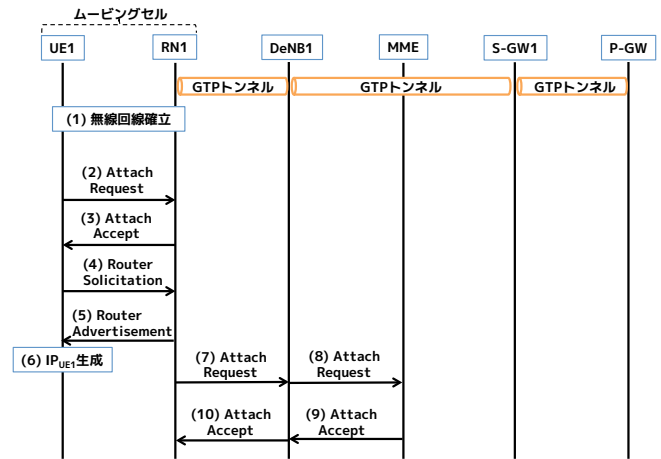 ムービングセル
UE1
RN1
DeNB1
MME
S-GW1
P-GW
GTPトンネル
GTPトンネル
GTPトンネル
(1) 無線回線確立
(2) Attach
Request
(3) Attach
Accept
(4) Router
Solicitation
(5) Router
Advertisement
(6) IPUE1生成
(7) Attach
Request
(8) Attach
Request
(10) Attach
Accept
(9) Attach
Accept